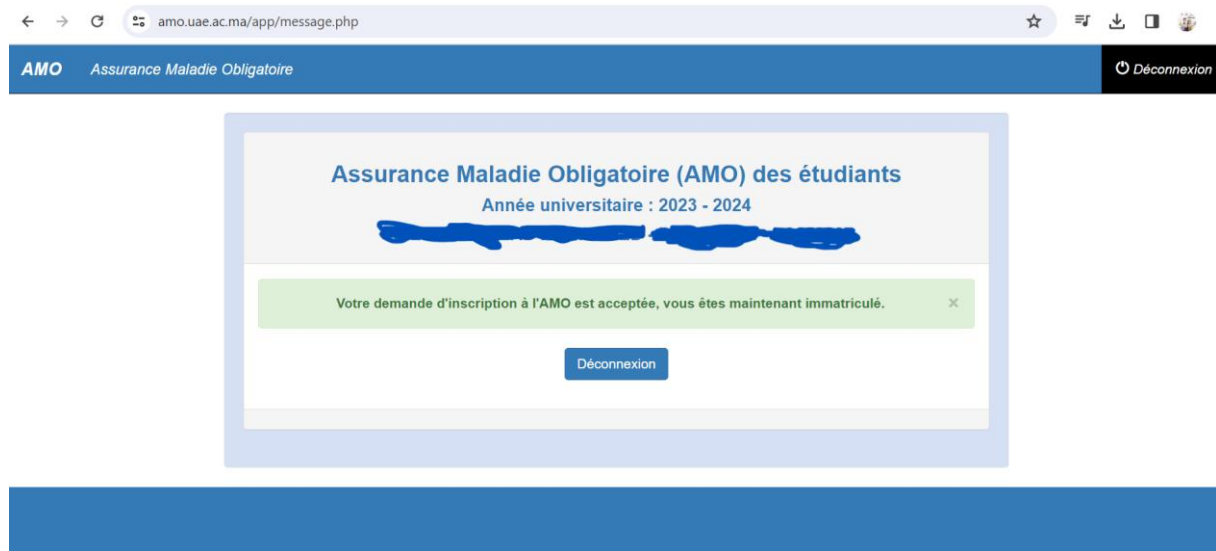 amo.uae.ac.ma/app/message.php
AMO Assurance Maladie Obligatoire Déconnexion
Assurance Maladie Obligatoire (AMO) des étudiants
Année universitaire : 2023 - 2024
Votre demande d'inscription à l'AMO est acceptée, vous êtes maintenant immatriculé. ×
Déconnexion